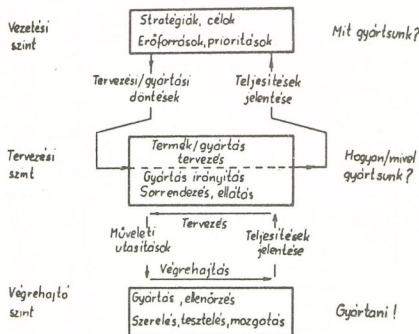 Vezetési
szint
Stratégiák, célok
Erőforrások, prioritások
Mit gyártsunk?
Tervezési/gyártási
döntések
Teljesítések
jelentése
Tervezési
szint
Termék/gyártás
tervezés
Gyártás irányítás
Sorrendezés, ellátás
Hogyan/mivel
gyártsunk?
Tervezés
Műveleti
utasítások
Teljesítések
jelentése
Végrehajtás
Végrehajtó
szint
Gyártás, ellenőrzés
Szerelés, tesztelés, mozgatás
Gyártani!